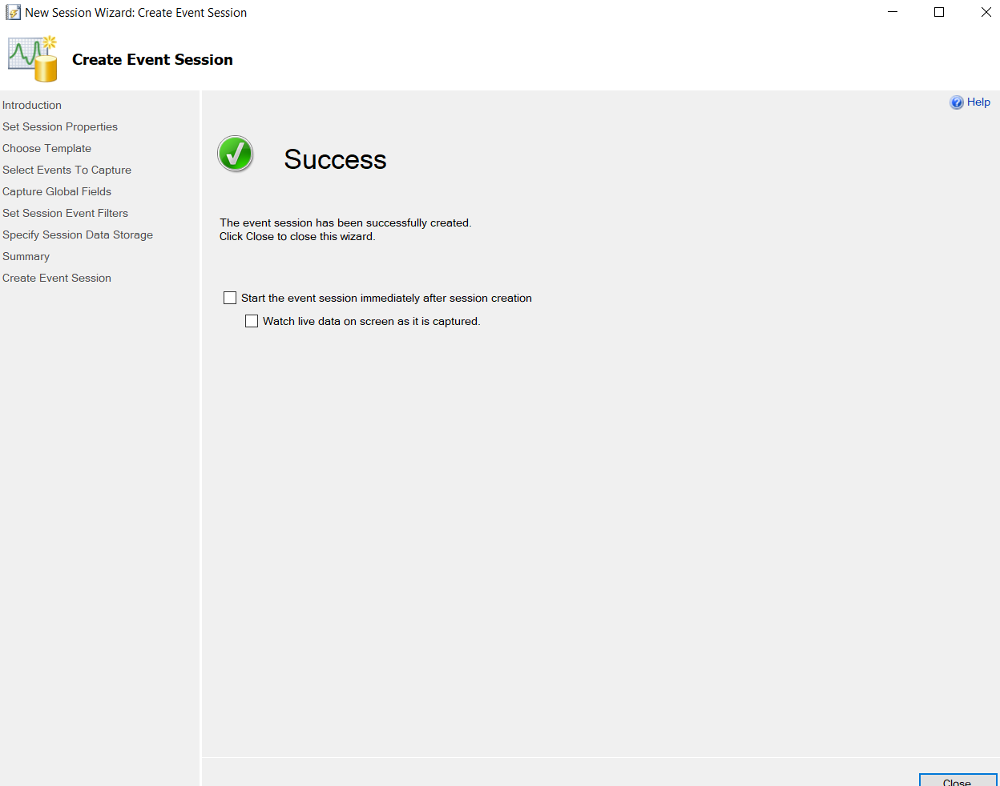 New Session Wizard: Create Event Session
Create Event Session
Introduction
Set Session Properties
Choose Template
Select Events To Capture
Capture Global Fields
Set Session Event Filters
Specify Session Data Storage
Summary
Create Event Session
Help
Success
The event session has been successfully created.
Click Close to close this wizard.
Start the event session immediately after session creation
Watch live data on screen as it is captured.
Close